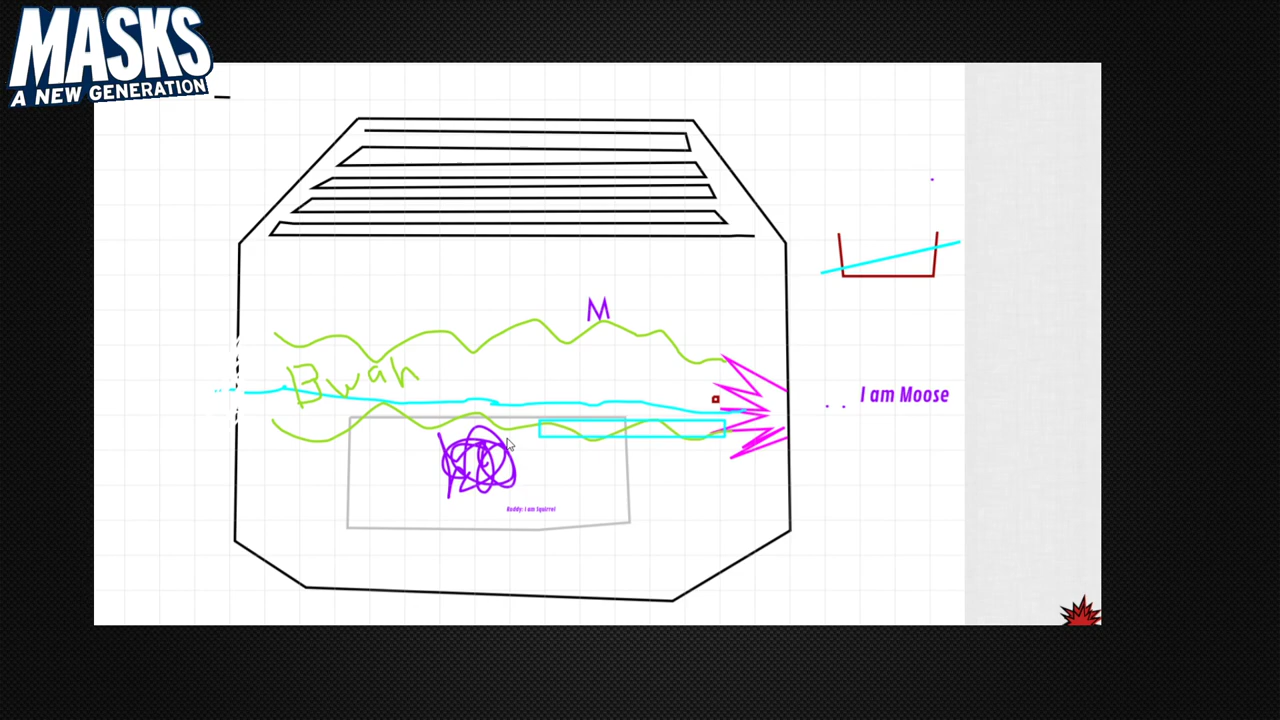 MASKS
A NEW GENERATION
M
Bwah
I am Moose
Buddy: I am Squirrel